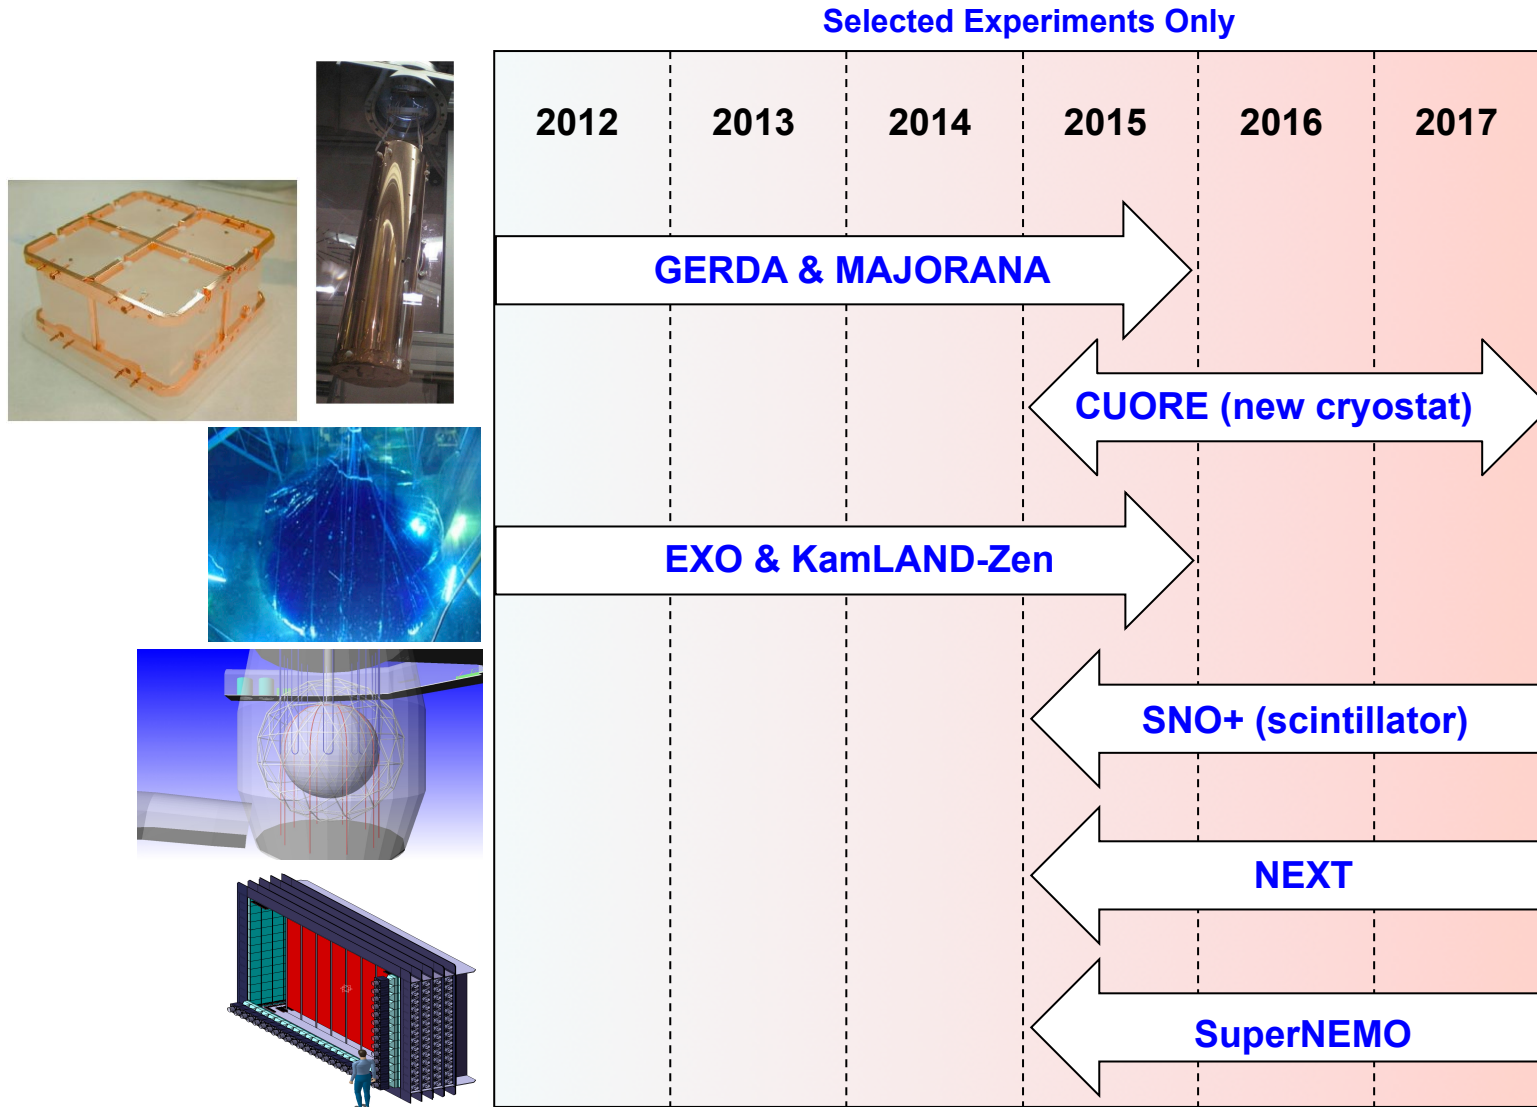 Selected Experiments Only
2012 2013 2014 2015 2016 2017
GERDA & MAJORANA
CUORE (new cryostat)
EXO & KamLAND-Zen
SNO+ (scintillator)
NEXT
SuperNEMO